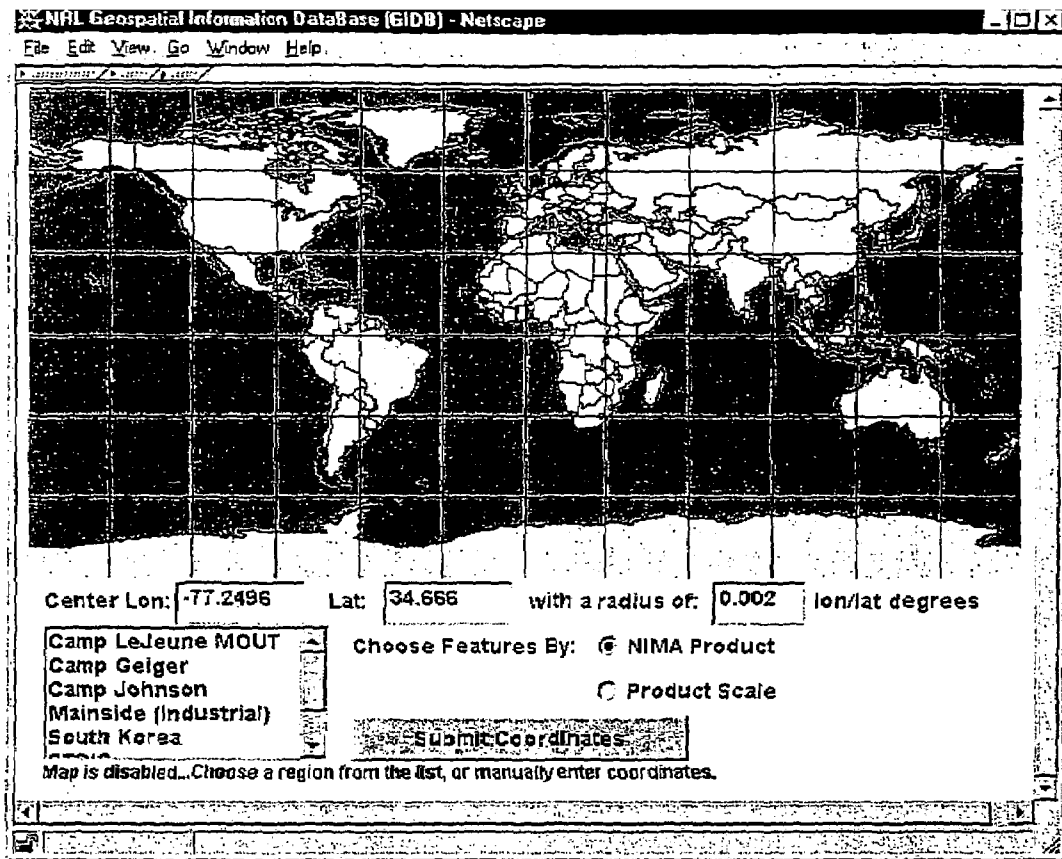 NRL Geospatial Information DataBase (GIDB) - Netscape
File Edit View Go Window Help
Center Lon: -77.2496 Lat: 34.666 with a radius of: 0.002 lon/lat degrees
Camp LeJeune MOUT
Camp Geiger
Camp Johnson
Mainside (Industrial)
South Korea
Choose Features By: NIMA Product
Product Scale
Submit Coordinates
Map is disabled...Choose a region from the list, or manually enter coordinates.